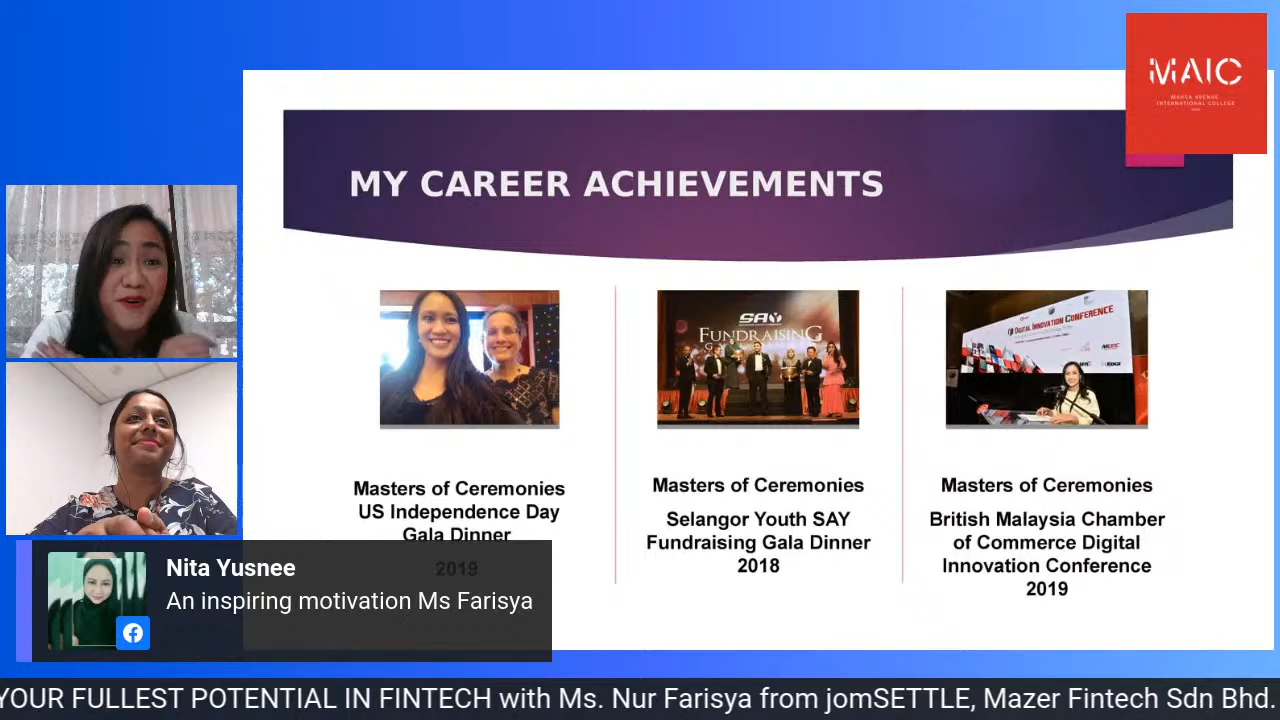 MAIC
MAHSA AVENUE
INTERNATIONAL COLLEGE
MY CAREER ACHIEVEMENTS
SAY
FUNDRAISING
DIGITAL INNOVATION CONFERENCE
Masters of Ceremonies
US Independence Day
Gala Dinner
2019
Masters of Ceremonies
Selangor Youth SAY
Fundraising Gala Dinner
2018
Masters of Ceremonies
British Malaysia Chamber
of Commerce Digital
Innovation Conference
2019
Nita Yusnee
An inspiring motivation Ms Farisya
YOUR FULLEST POTENTIAL IN FINTECH with Ms. Nur Farisya from jomSETTLE, Mazer Fintech Sdn Bhd.